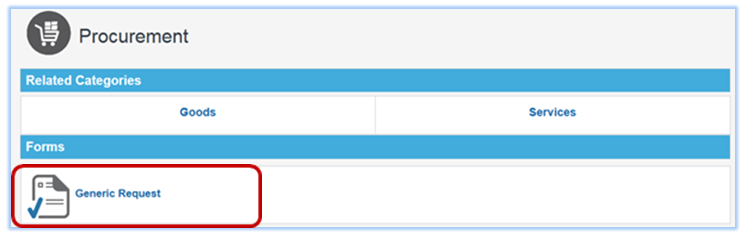 Procurement
Related Categories
Goods Services
Forms
Generic Request